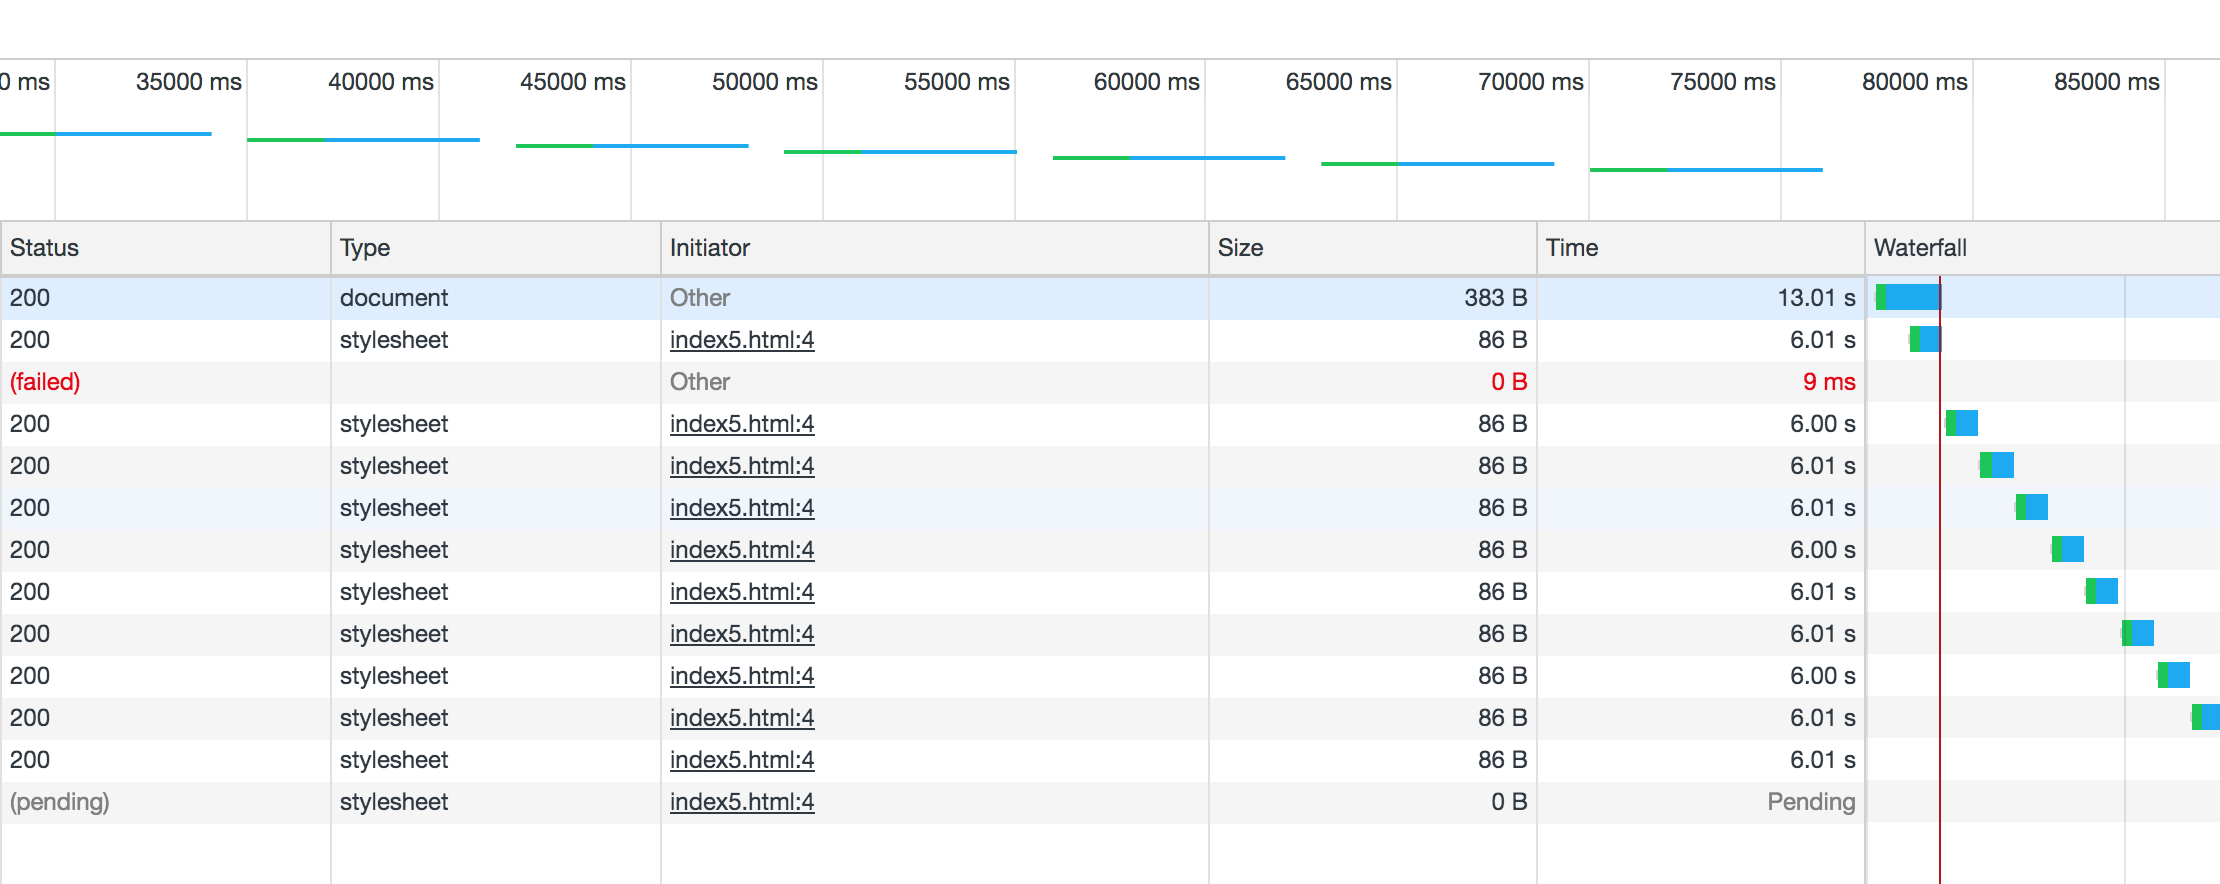 0 ms 35000 ms 40000 ms 45000 ms 50000 ms 55000 ms 60000 ms 65000 ms 70000 ms 75000 ms 80000 ms 85000 ms
Status Type Initiator Size Time Waterfall
200 document Other 383 B 13.01 s
200 stylesheet index5.html:4 86 B 6.01 s
(failed) Other 0 B 9 ms
200 stylesheet index5.html:4 86 B 6.00 s
200 stylesheet index5.html:4 86 B 6.01 s
200 stylesheet index5.html:4 86 B 6.01 s
200 stylesheet index5.html:4 86 B 6.00 s
200 stylesheet index5.html:4 86 B 6.01 s
200 stylesheet index5.html:4 86 B 6.01 s
200 stylesheet index5.html:4 86 B 6.00 s
200 stylesheet index5.html:4 86 B 6.01 s
200 stylesheet index5.html:4 86 B 6.01 s
(pending) stylesheet index5.html:4 0 B Pending